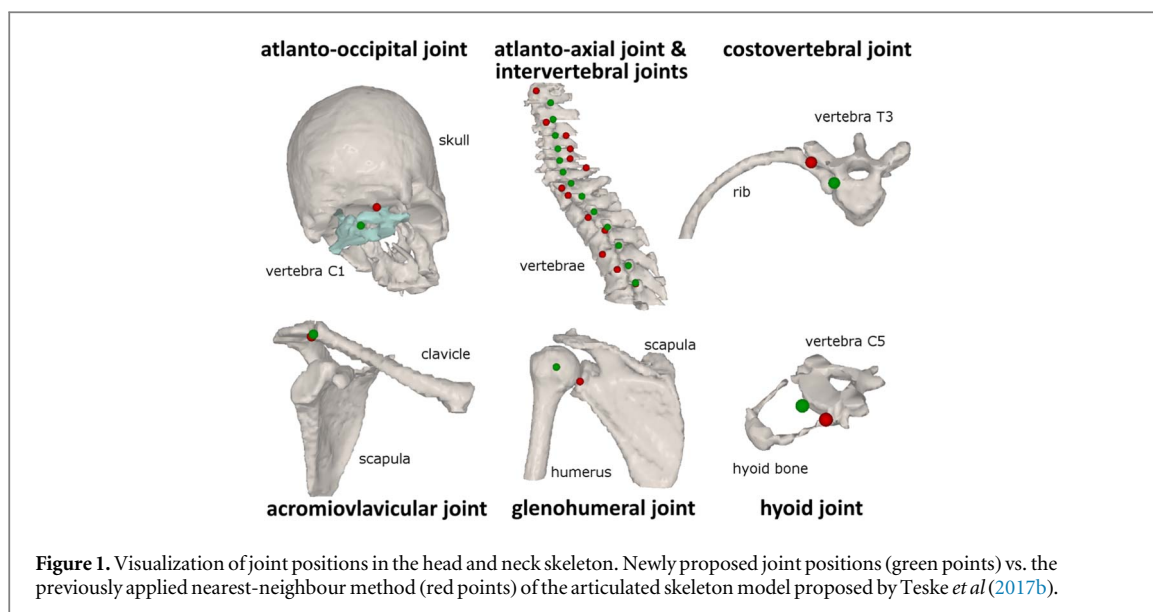 atlanto-occipital joint
atlanto-axial joint &
intervertebral joints
costovertebral joint
skull
vertebra C1
vertebrae
vertebra T3
rib
clavicle
scapula
acromiovlavicular joint
scapula
humerus
glenohumeral joint
vertebra C5
hyoid bone
hyoid joint
Figure 1. Visualization of joint positions in the head and neck skeleton. Newly proposed joint positions (green points) vs. the
previously applied nearest-neighbour method (red points) of the articulated skeleton model proposed by Teske et al (2017b).